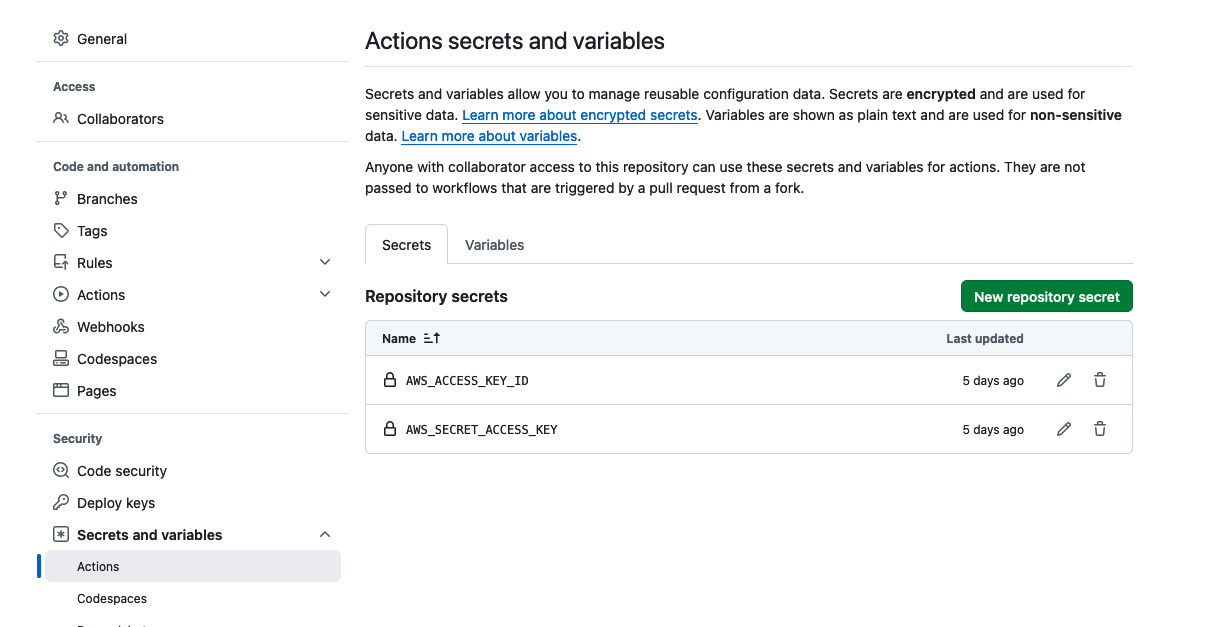 General
Access
Collaborators
Code and automation
Branches
Tags
Rules
Actions
Webhooks
Codespaces
Pages
Security
Code security
Deploy keys
Secrets and variables
Actions
Codespaces
Actions secrets and variables
Secrets and variables allow you to manage reusable configuration data. Secrets are encrypted and are used for
sensitive data. Learn more about encrypted secrets. Variables are shown as plain text and are used for non-sensitive
data. Learn more about variables.
Anyone with collaborator access to this repository can use these secrets and variables for actions. They are not
passed to workflows that are triggered by a pull request from a fork.
Secrets Variables
Repository secrets New repository secret
Name Last updated
AWS_ACCESS_KEY_ID 5 days ago
AWS_SECRET_ACCESS_KEY 5 days ago